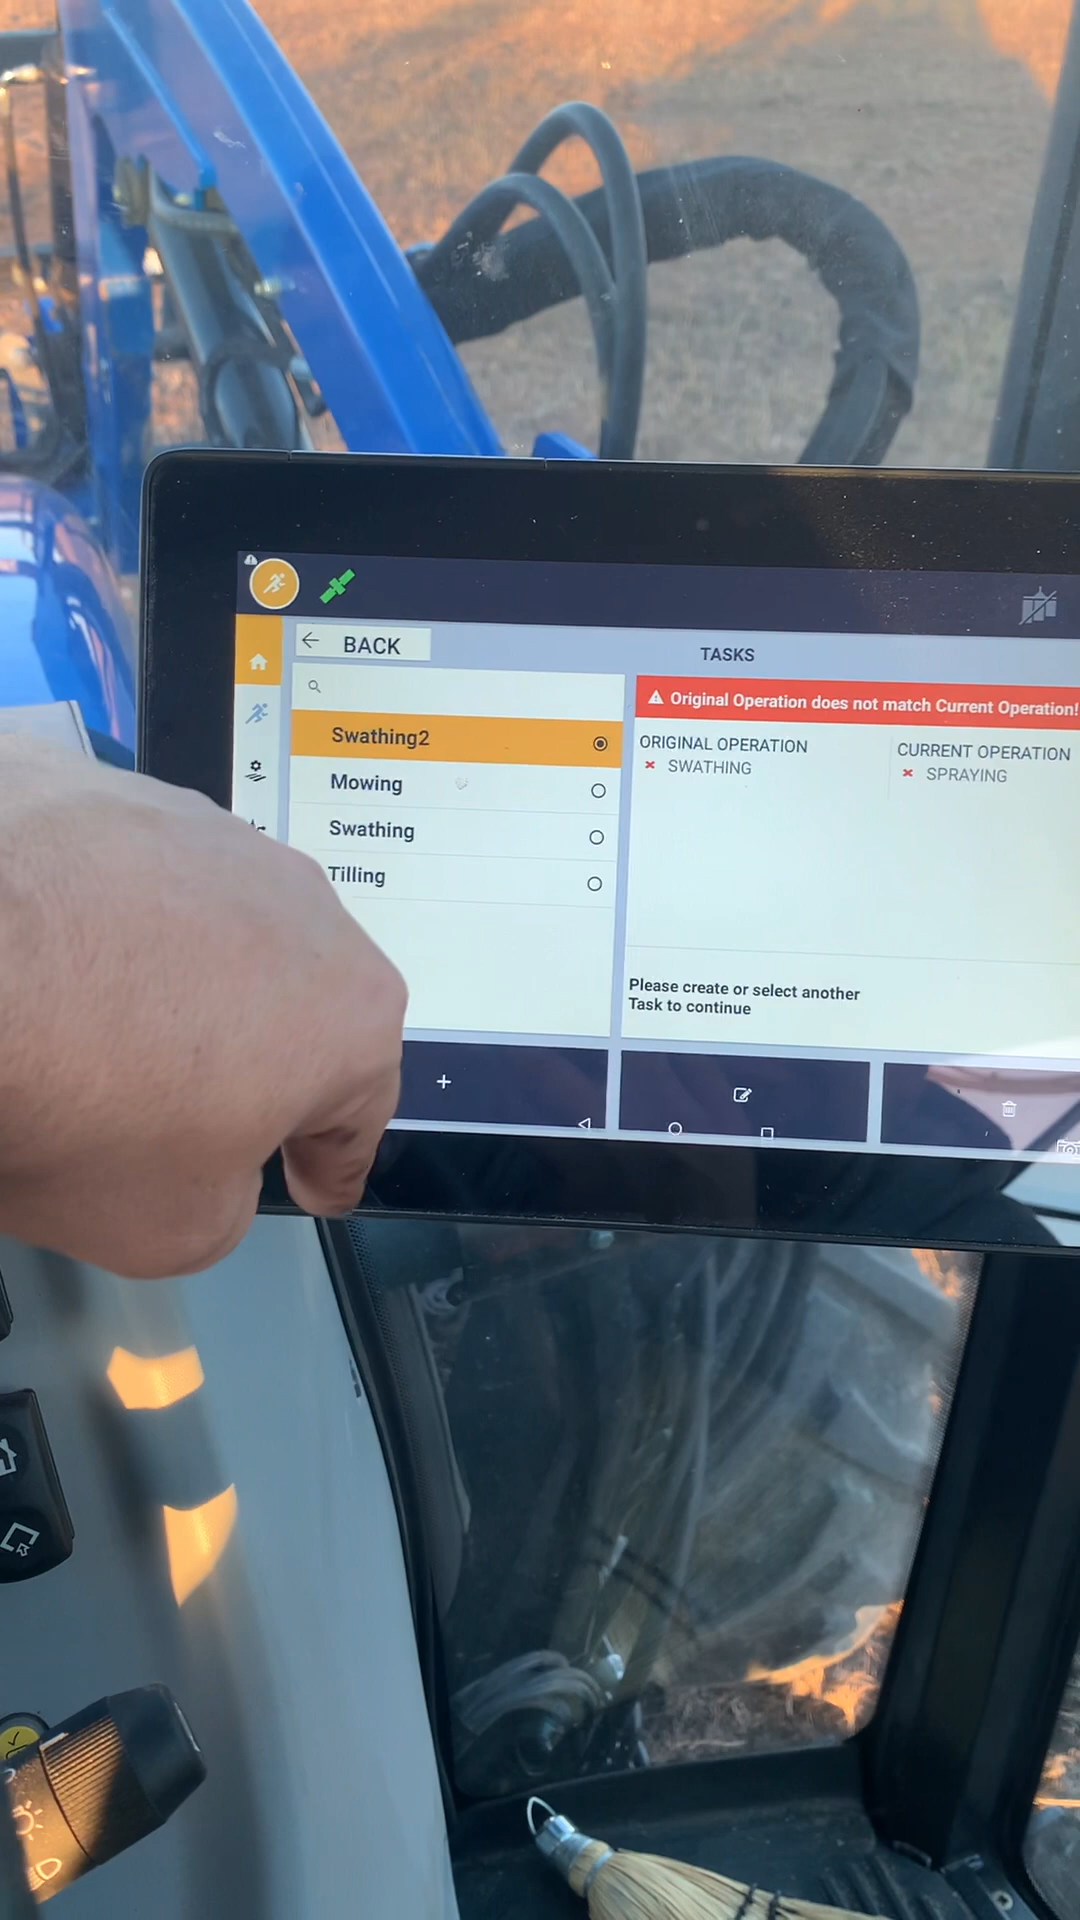 BACK
TASKS
Swathing2
Mowing
Swathing
Tilling
Original Operation does not match Current Operation!
ORIGINAL OPERATION
SWATHING
CURRENT OPERATION
SPRAYING
Please create or select another
Task to continue